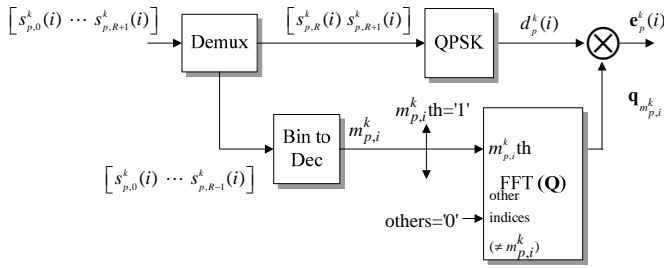 [s^k_{p,0}(i) ⋯ s^k_{p,R+1}(i)]
Demux
[s^k_{p,R}(i) s^k_{p,R+1}(i)]
QPSK
d^k_p(i)
e^k_p(i)
q_{m^k_{p,i}}
Bin to
Dec
m^k_{p,i}
m^k_{p,i}th='1'
[s^k_{p,0}(i) ⋯ s^k_{p,R−1}(i)]
m^k_{p,i}th
FFT (Q)
other
indices
(≠ m^k_{p,i})
others='0'